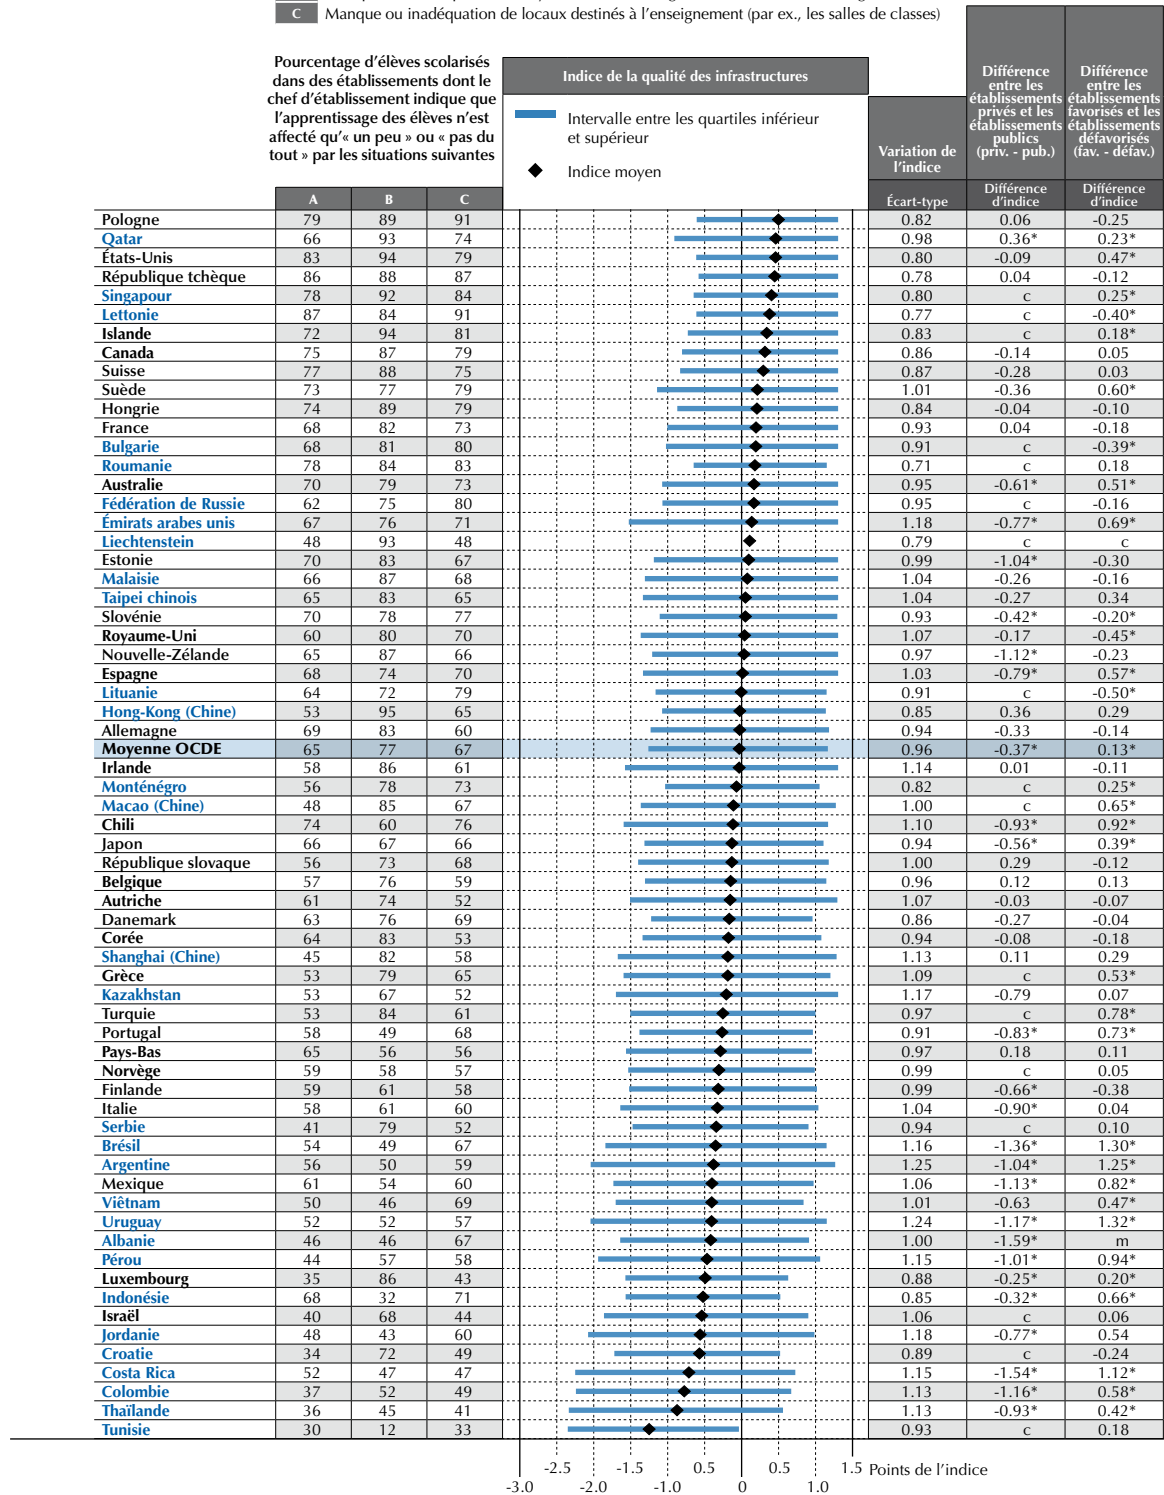 C Manque ou inadéquation de locaux destinés à l'enseignement (par ex., les salles de classes)
Pourcentage d'élèves scolarisés
dans des établissements dont le
chef d'établissement indique que
l'apprentissage des élèves n'est
affecté qu'« un peu » ou « pas du
tout » par les situations suivantes
Indice de la qualité des infrastructures
Intervalle entre les quartiles inférieur
et supérieur
Indice moyen
Variation de
l'indice
Différence
entre les
établissements
privés et les
établissements
publics
(priv. - pub.)
Différence
entre les
établissements
favorisés et les
établissements
défavorisés
(fav. - défav.)
A B C Écart-type Différence
d'indice Différence
d'indice
Pologne 79 89 91 0.82 0.06 -0.25
Qatar 66 93 74 0.98 0.36* 0.23*
États-Unis 83 94 79 0.80 -0.09 0.47*
République tchèque 86 88 87 0.78 0.04 -0.12
Singapour 78 92 84 0.80 c 0.25*
Lettonie 87 84 91 0.77 c -0.40*
Islande 72 94 81 0.83 c 0.18*
Canada 75 87 79 0.86 -0.14 0.05
Suisse 77 88 75 0.87 -0.28 0.03
Suède 73 77 79 1.01 -0.36 0.60*
Hongrie 74 89 79 0.84 -0.04 -0.10
France 68 82 73 0.93 0.04 -0.18
Bulgarie 68 81 80 0.91 c -0.39*
Roumanie 78 84 83 0.71 c 0.18
Australie 70 79 73 0.95 -0.61* 0.51*
Fédération de Russie 62 75 80 0.95 c -0.16
Émirats arabes unis 67 76 71 1.18 -0.77* 0.69*
Liechtenstein 48 93 48 0.79 c c
Estonie 70 83 67 0.99 -1.04* -0.30
Malaisie 66 87 68 1.04 -0.26 -0.16
Taipei chinois 65 83 65 1.04 -0.27 0.34
Slovénie 70 78 77 0.93 -0.42* -0.20*
Royaume-Uni 60 80 70 1.07 -0.17 -0.45*
Nouvelle-Zélande 65 87 66 0.97 -1.12* -0.23
Espagne 68 74 70 1.03 -0.79* 0.57*
Lituanie 64 72 79 0.91 c -0.50*
Hong-Kong (Chine) 53 95 65 0.85 0.36 0.29
Allemagne 69 83 60 0.94 -0.33 -0.14
Moyenne OCDE 65 77 67 0.96 -0.37* 0.13*
Irlande 58 86 61 1.14 0.01 -0.11
Monténégro 56 78 73 0.82 c 0.25*
Macao (Chine) 48 85 67 1.00 c 0.65*
Chili 74 60 76 1.10 -0.93* 0.92*
Japon 66 67 66 0.94 -0.56* 0.39*
République slovaque 56 73 68 1.00 0.29 -0.12
Belgique 57 76 59 0.96 0.12 0.13
Autriche 61 74 52 1.07 -0.03 -0.07
Danemark 63 76 69 0.86 -0.27 -0.04
Corée 64 83 53 0.94 -0.08 -0.18
Shanghai (Chine) 45 82 58 1.13 0.11 0.29
Grèce 53 79 65 1.09 c 0.53*
Kazakhstan 53 67 52 1.17 -0.79 0.07
Turquie 53 84 61 0.97 c 0.78*
Portugal 58 49 68 0.91 -0.83* 0.73*
Pays-Bas 65 56 56 0.97 0.18 0.11
Norvège 59 58 57 0.99 c 0.05
Finlande 59 61 58 0.99 -0.66* -0.38
Italie 58 61 60 1.04 -0.90* 0.04
Serbie 41 79 52 0.94 c 0.10
Brésil 54 49 67 1.16 -1.36* 1.30*
Argentine 56 50 59 1.25 -1.04* 1.25*
Mexique 61 54 60 1.06 -1.13* 0.82*
Viêtnam 50 46 69 1.01 -0.63 0.47*
Uruguay 52 52 57 1.24 -1.17* 1.32*
Albanie 46 46 67 1.00 -1.59* m
Pérou 44 57 58 1.15 -1.01* 0.94*
Luxembourg 35 86 43 0.88 -0.25* 0.20*
Indonésie 68 32 71 0.85 -0.32* 0.66*
Israël 40 68 44 1.06 c 0.06
Jordanie 48 43 60 1.18 -0.77* 0.54
Croatie 34 72 49 0.89 c -0.24
Costa Rica 52 47 47 1.15 -1.54* 1.12*
Colombie 37 52 49 1.13 -1.16* 0.58*
Thaïlande 36 45 41 1.13 -0.93* 0.42*
Tunisie 30 12 33 0.93 c 0.18
-2.5 -1.5 0.5 0.5 1.5 Points de l'indice
-3.0 -2.0 -1.0 0 1.0